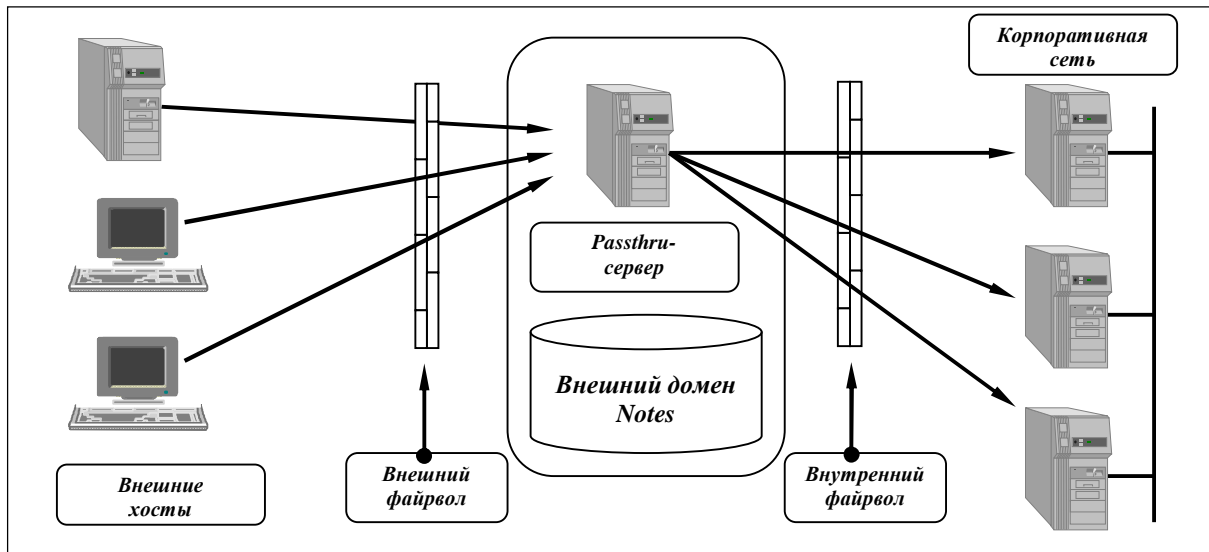 Корпоративная
сеть
Passthru-
сервер
Внешний домен
Notes
Внешние
хосты
Внешний
файрвол
Внутренний
файрвол